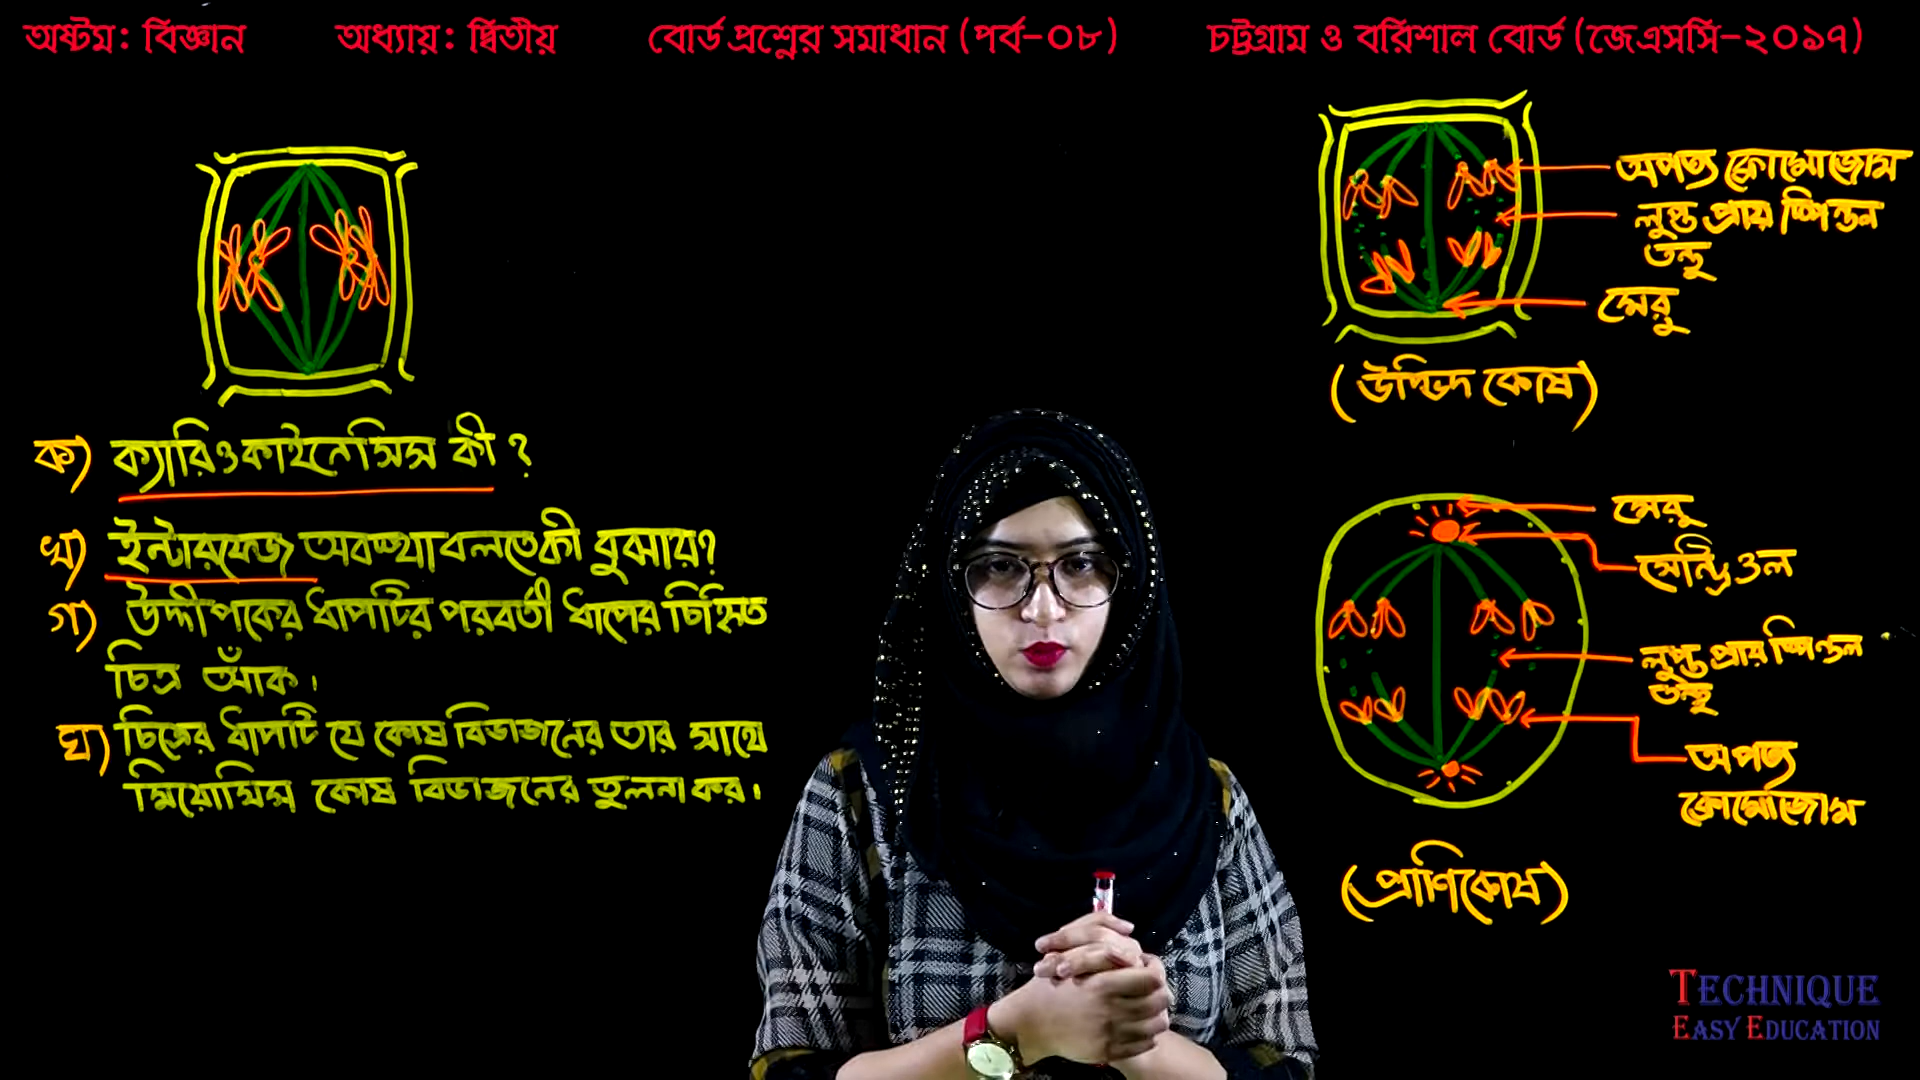 অষ্টম: বিজ্ঞান অধ্যায়: দ্বিতীয় বোর্ড প্রশ্নের সমাধান (পর্ব-০৮) চট্টগ্রাম ও বরিশাল বোর্ড (জেএসসি-২০১৭)
ক) ক্যারিওকাইনেসিস কী ?
খ) ইন্টারফেজ অবস্থা বলতে কী বুঝায়?
গ) উদ্দীপকের ধাপটির পরবর্তী ধাপের চিহ্নিত
চিত্র আঁক।
ঘ) চিত্রের ধাপটি যে কোষ বিভাজনের তার সাথে
মিয়োসিস কোষ বিভাজনের তুলনা কর।
অপত্য ক্রোমোজোম
লুপ্ত প্রায় স্পিন্ডল
তন্তু
মেরু
(উদ্ভিদ কোষ)
মেরু
সেন্ট্রিওল
লুপ্ত প্রায় স্পিন্ডল
তন্তু
অপত্য
ক্রোমোজোম
(প্রাণিকোষ)
TECHNIQUE
EASY EDUCATION